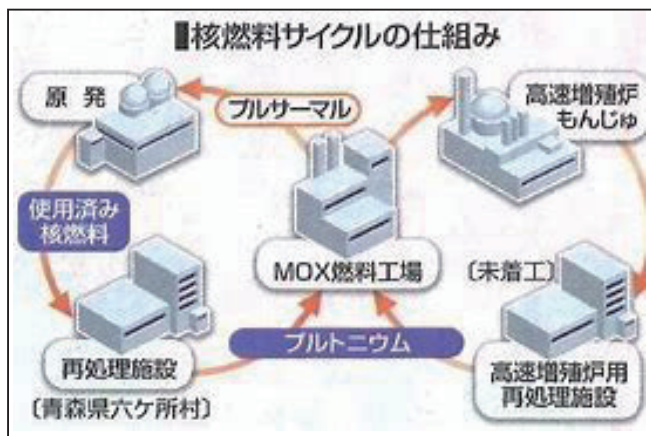 ■核燃料サイクルの仕組み
原発
プルサーマル
高速増殖炉
もんじゅ
使用済み
核燃料
MOX燃料工場
〔未着工〕
再処理施設
〔青森県六ケ所村〕
プルトニウム
高速増殖炉用
再処理施設